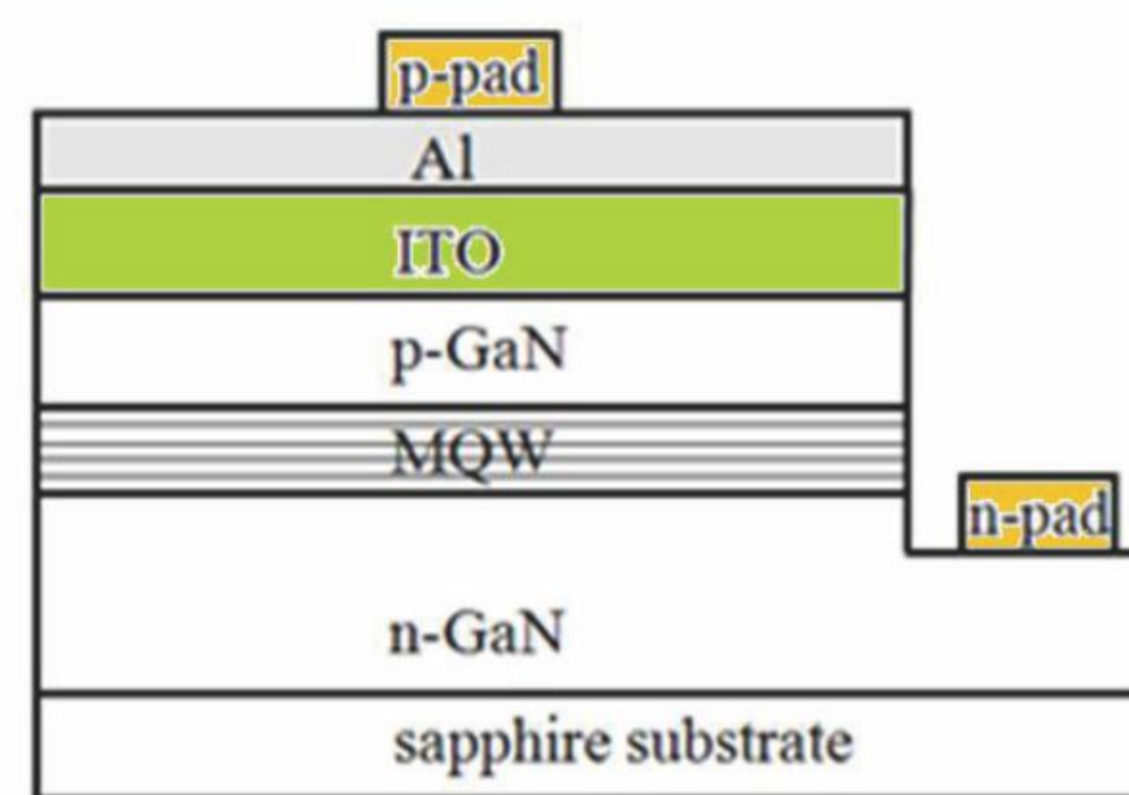 p-pad
Al
ITO
p-GaN
MQW
n-pad
n-GaN
sapphire substrate